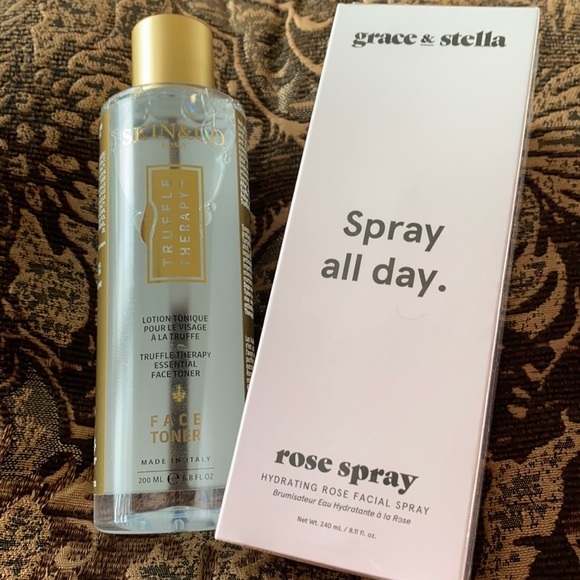 SKIN&CO
ROMA
TRUFFLE
THERAPY
LOTION TONIQUE
POUR LE VISAGE
À LA TRUFFE
TRUFFLE THERAPY
ESSENTIAL
FACE TONER
FACE
TONER
MADE IN ITALY
200 ML 6.8 FL OZ
grace & stella
Spray
all day.
rose spray
HYDRATING ROSE FACIAL SPRAY
Brumisateur Eau Hydratante à la Rose
Net Wt. 240 mL / 8.11 fl. oz.